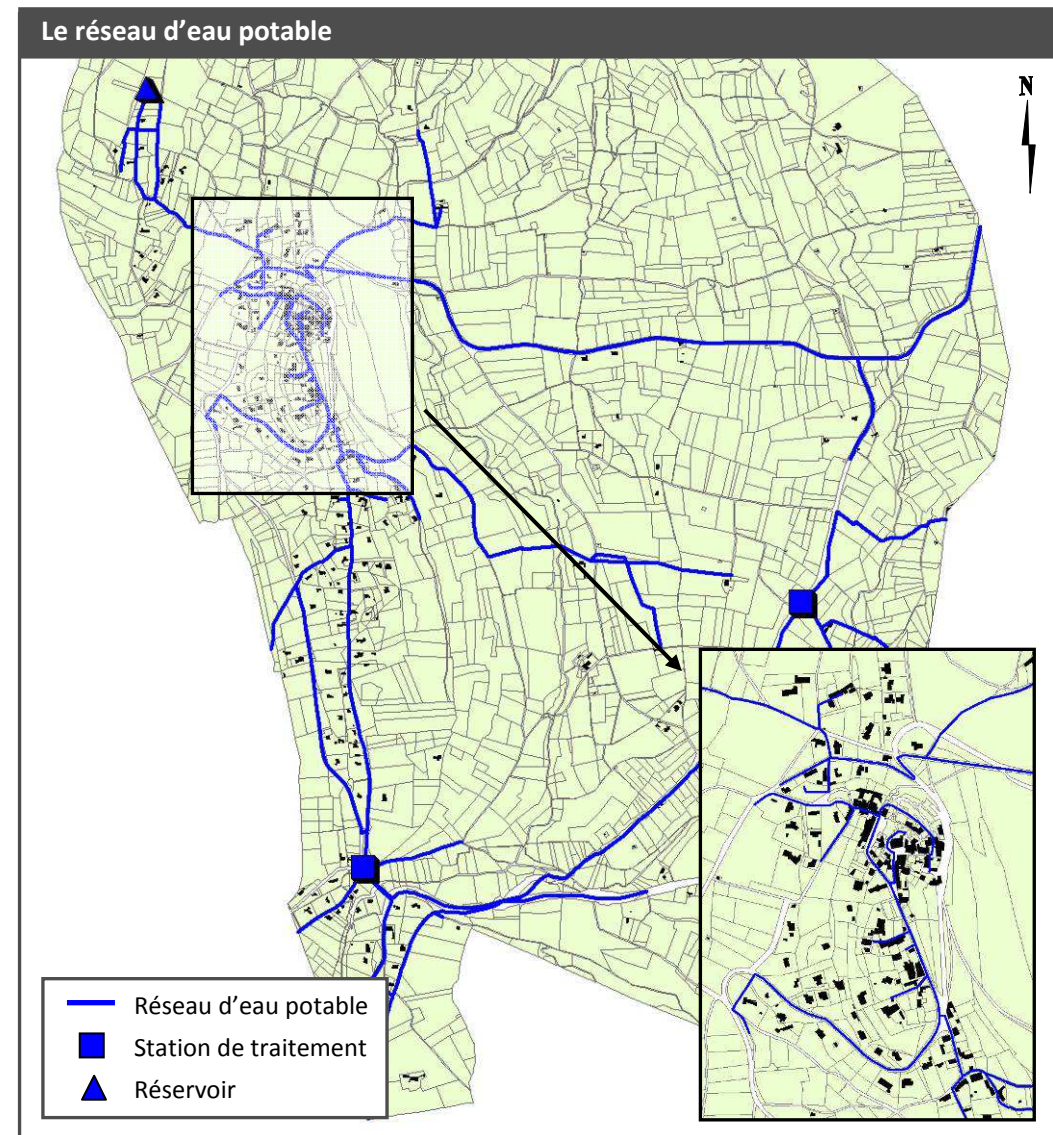 Le réseau d’eau potable
N
Réseau d’eau potable
Station de traitement
Réservoir